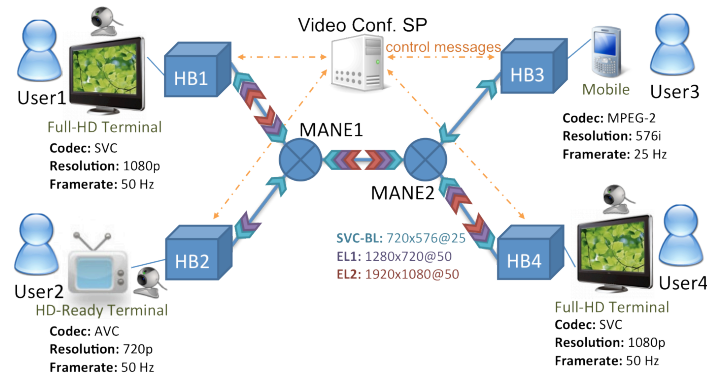 Video Conf. SP
control messages
HB1
User1
Full-HD Terminal
Codec: SVC
Resolution: 1080p
Framerate: 50 Hz
HB3
Mobile
User3
Codec: MPEG-2
Resolution: 576i
Framerate: 25 Hz
MANE1
MANE2
HB2
User2
HD-Ready Terminal
Codec: AVC
Resolution: 720p
Framerate: 50 Hz
SVC-BL: 720x576@25
EL1: 1280x720@50
EL2: 1920x1080@50
HB4
User4
Full-HD Terminal
Codec: SVC
Resolution: 1080p
Framerate: 50 Hz